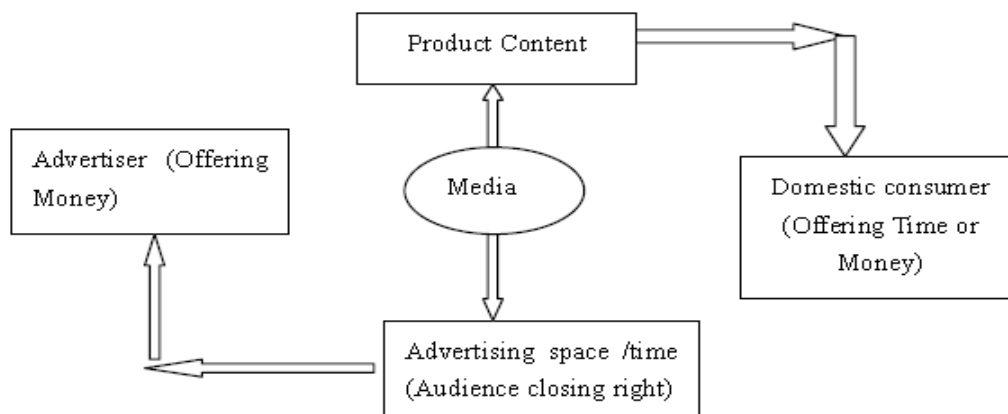 Product Content
Advertiser (Offering
Money)
Media
Domestic consumer
(Offering Time or
Money)
Advertising space /time
(Audience closing right)